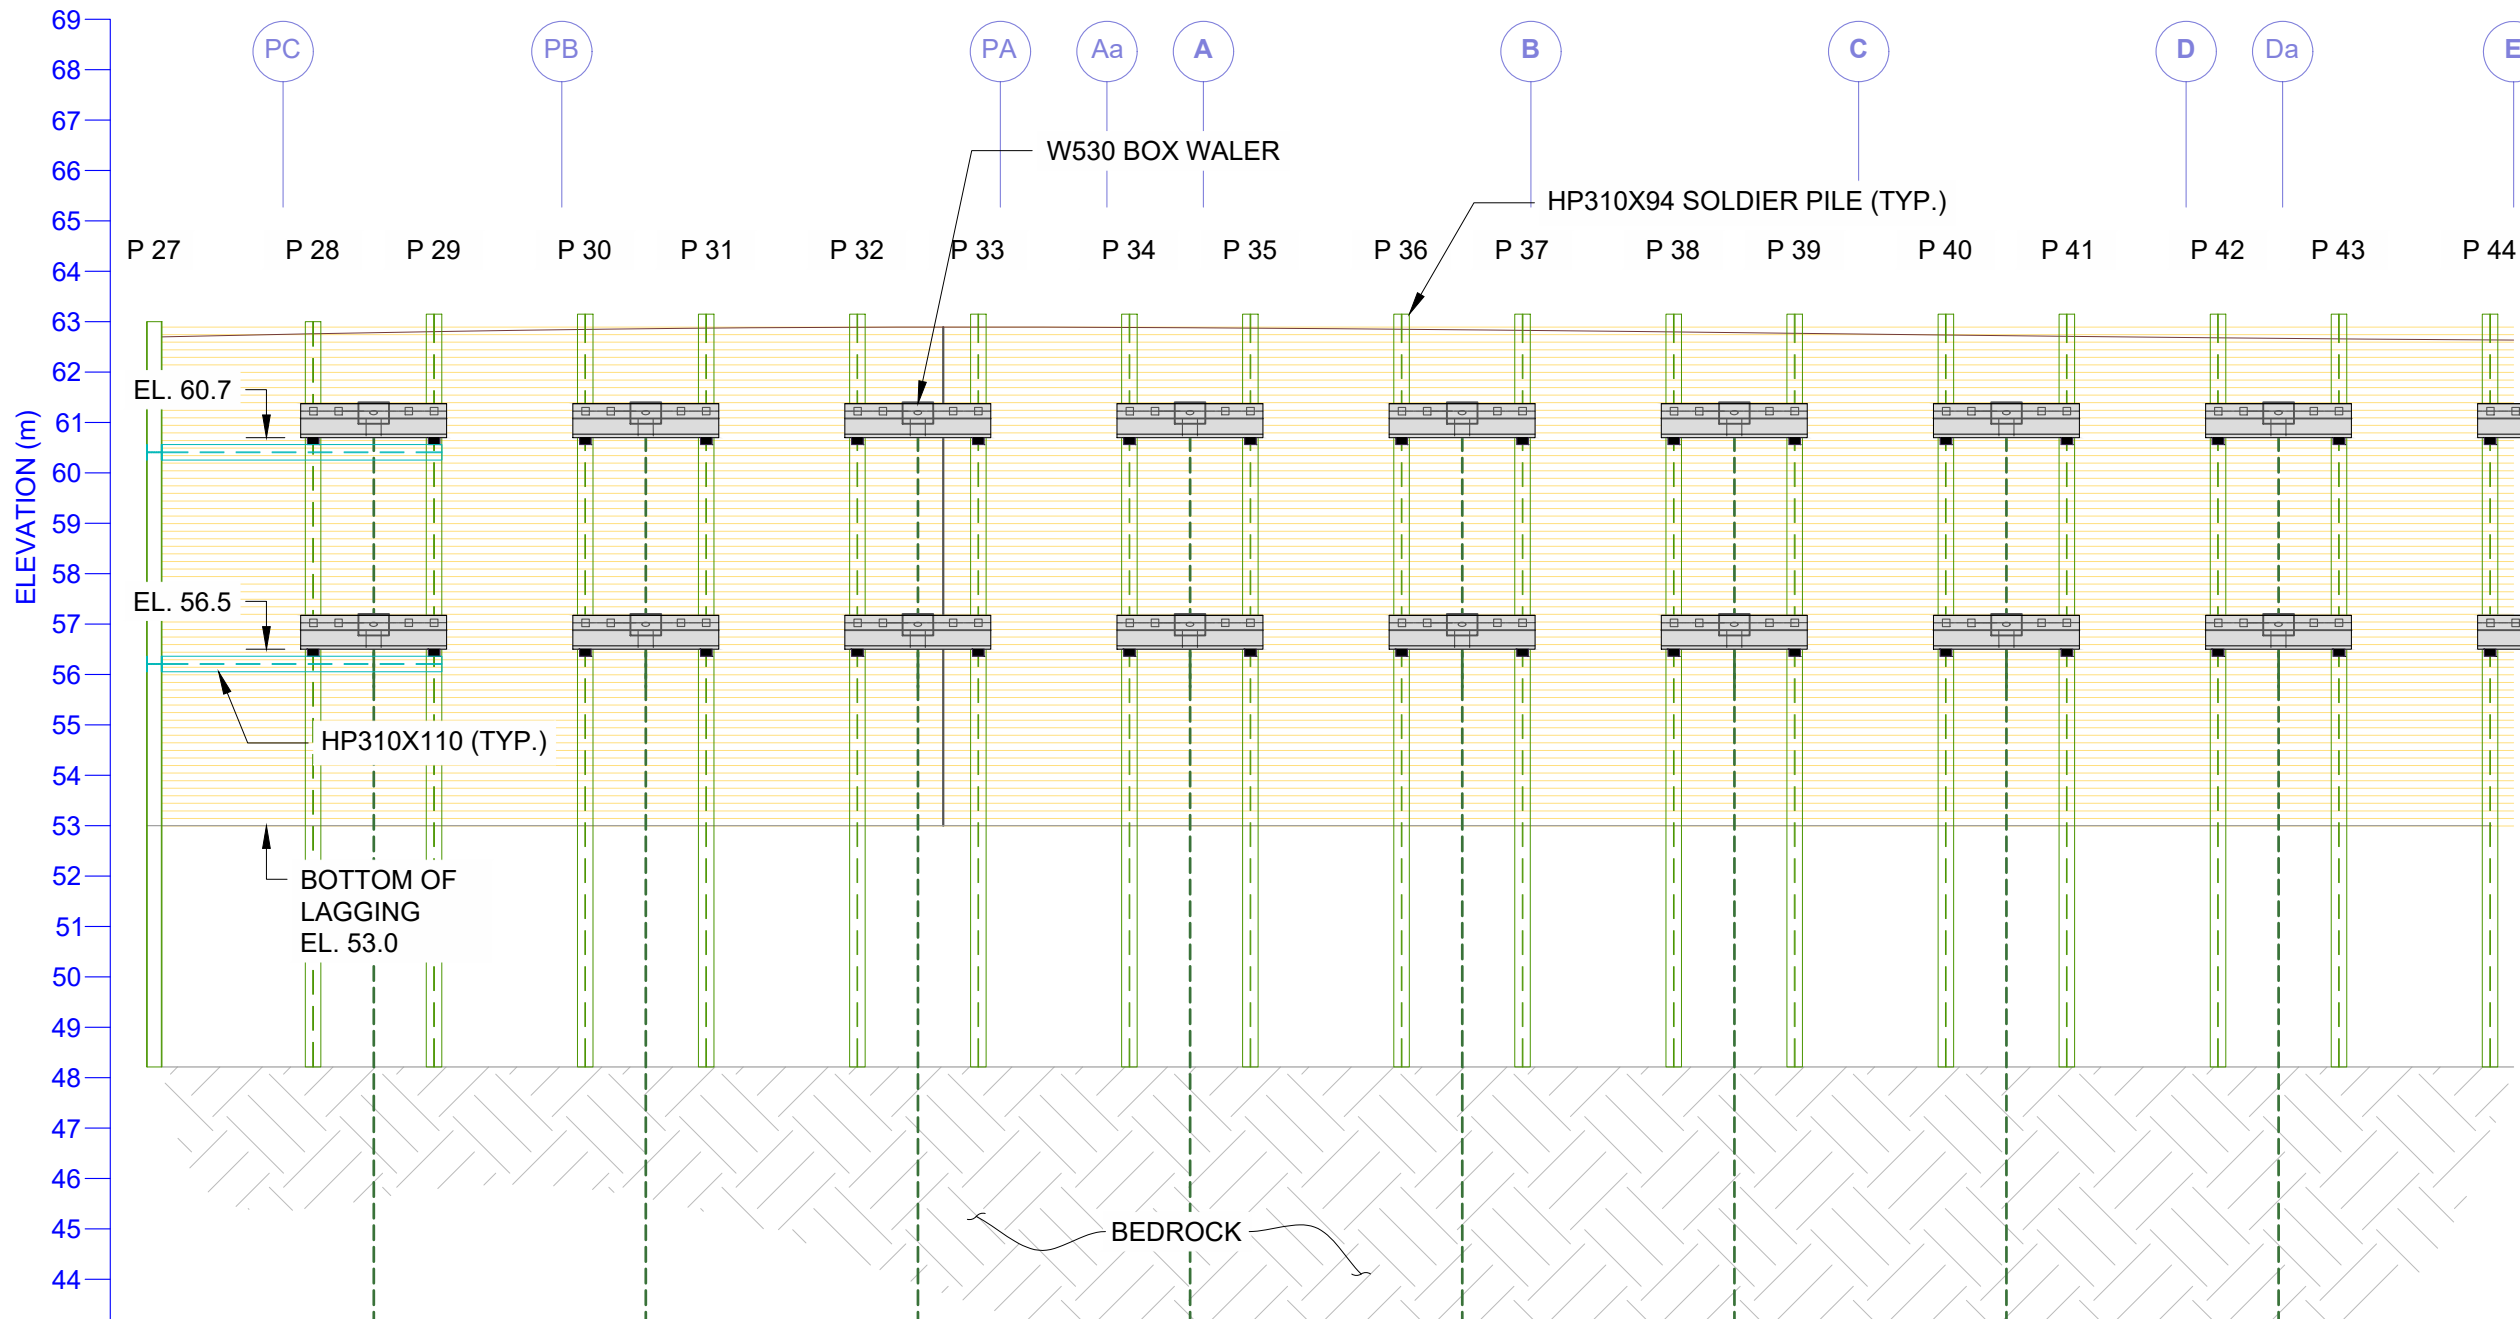 69
68
67
66
65
64
63
62
61
60
59
58
57
56
55
54
53
52
51
50
49
48
47
46
45
44
ELEVATION (m)
PC PB PA Aa A B C D Da E
W530 BOX WALER
HP310X94 SOLDIER PILE (TYP.)
P 27 P 28 P 29 P 30 P 31 P 32 P 33 P 34 P 35 P 36 P 37 P 38 P 39 P 40 P 41 P 42 P 43 P 44
EL. 60.7
EL. 56.5
HP310X110 (TYP.)
BOTTOM OF
LAGGING
EL. 53.0
BEDROCK